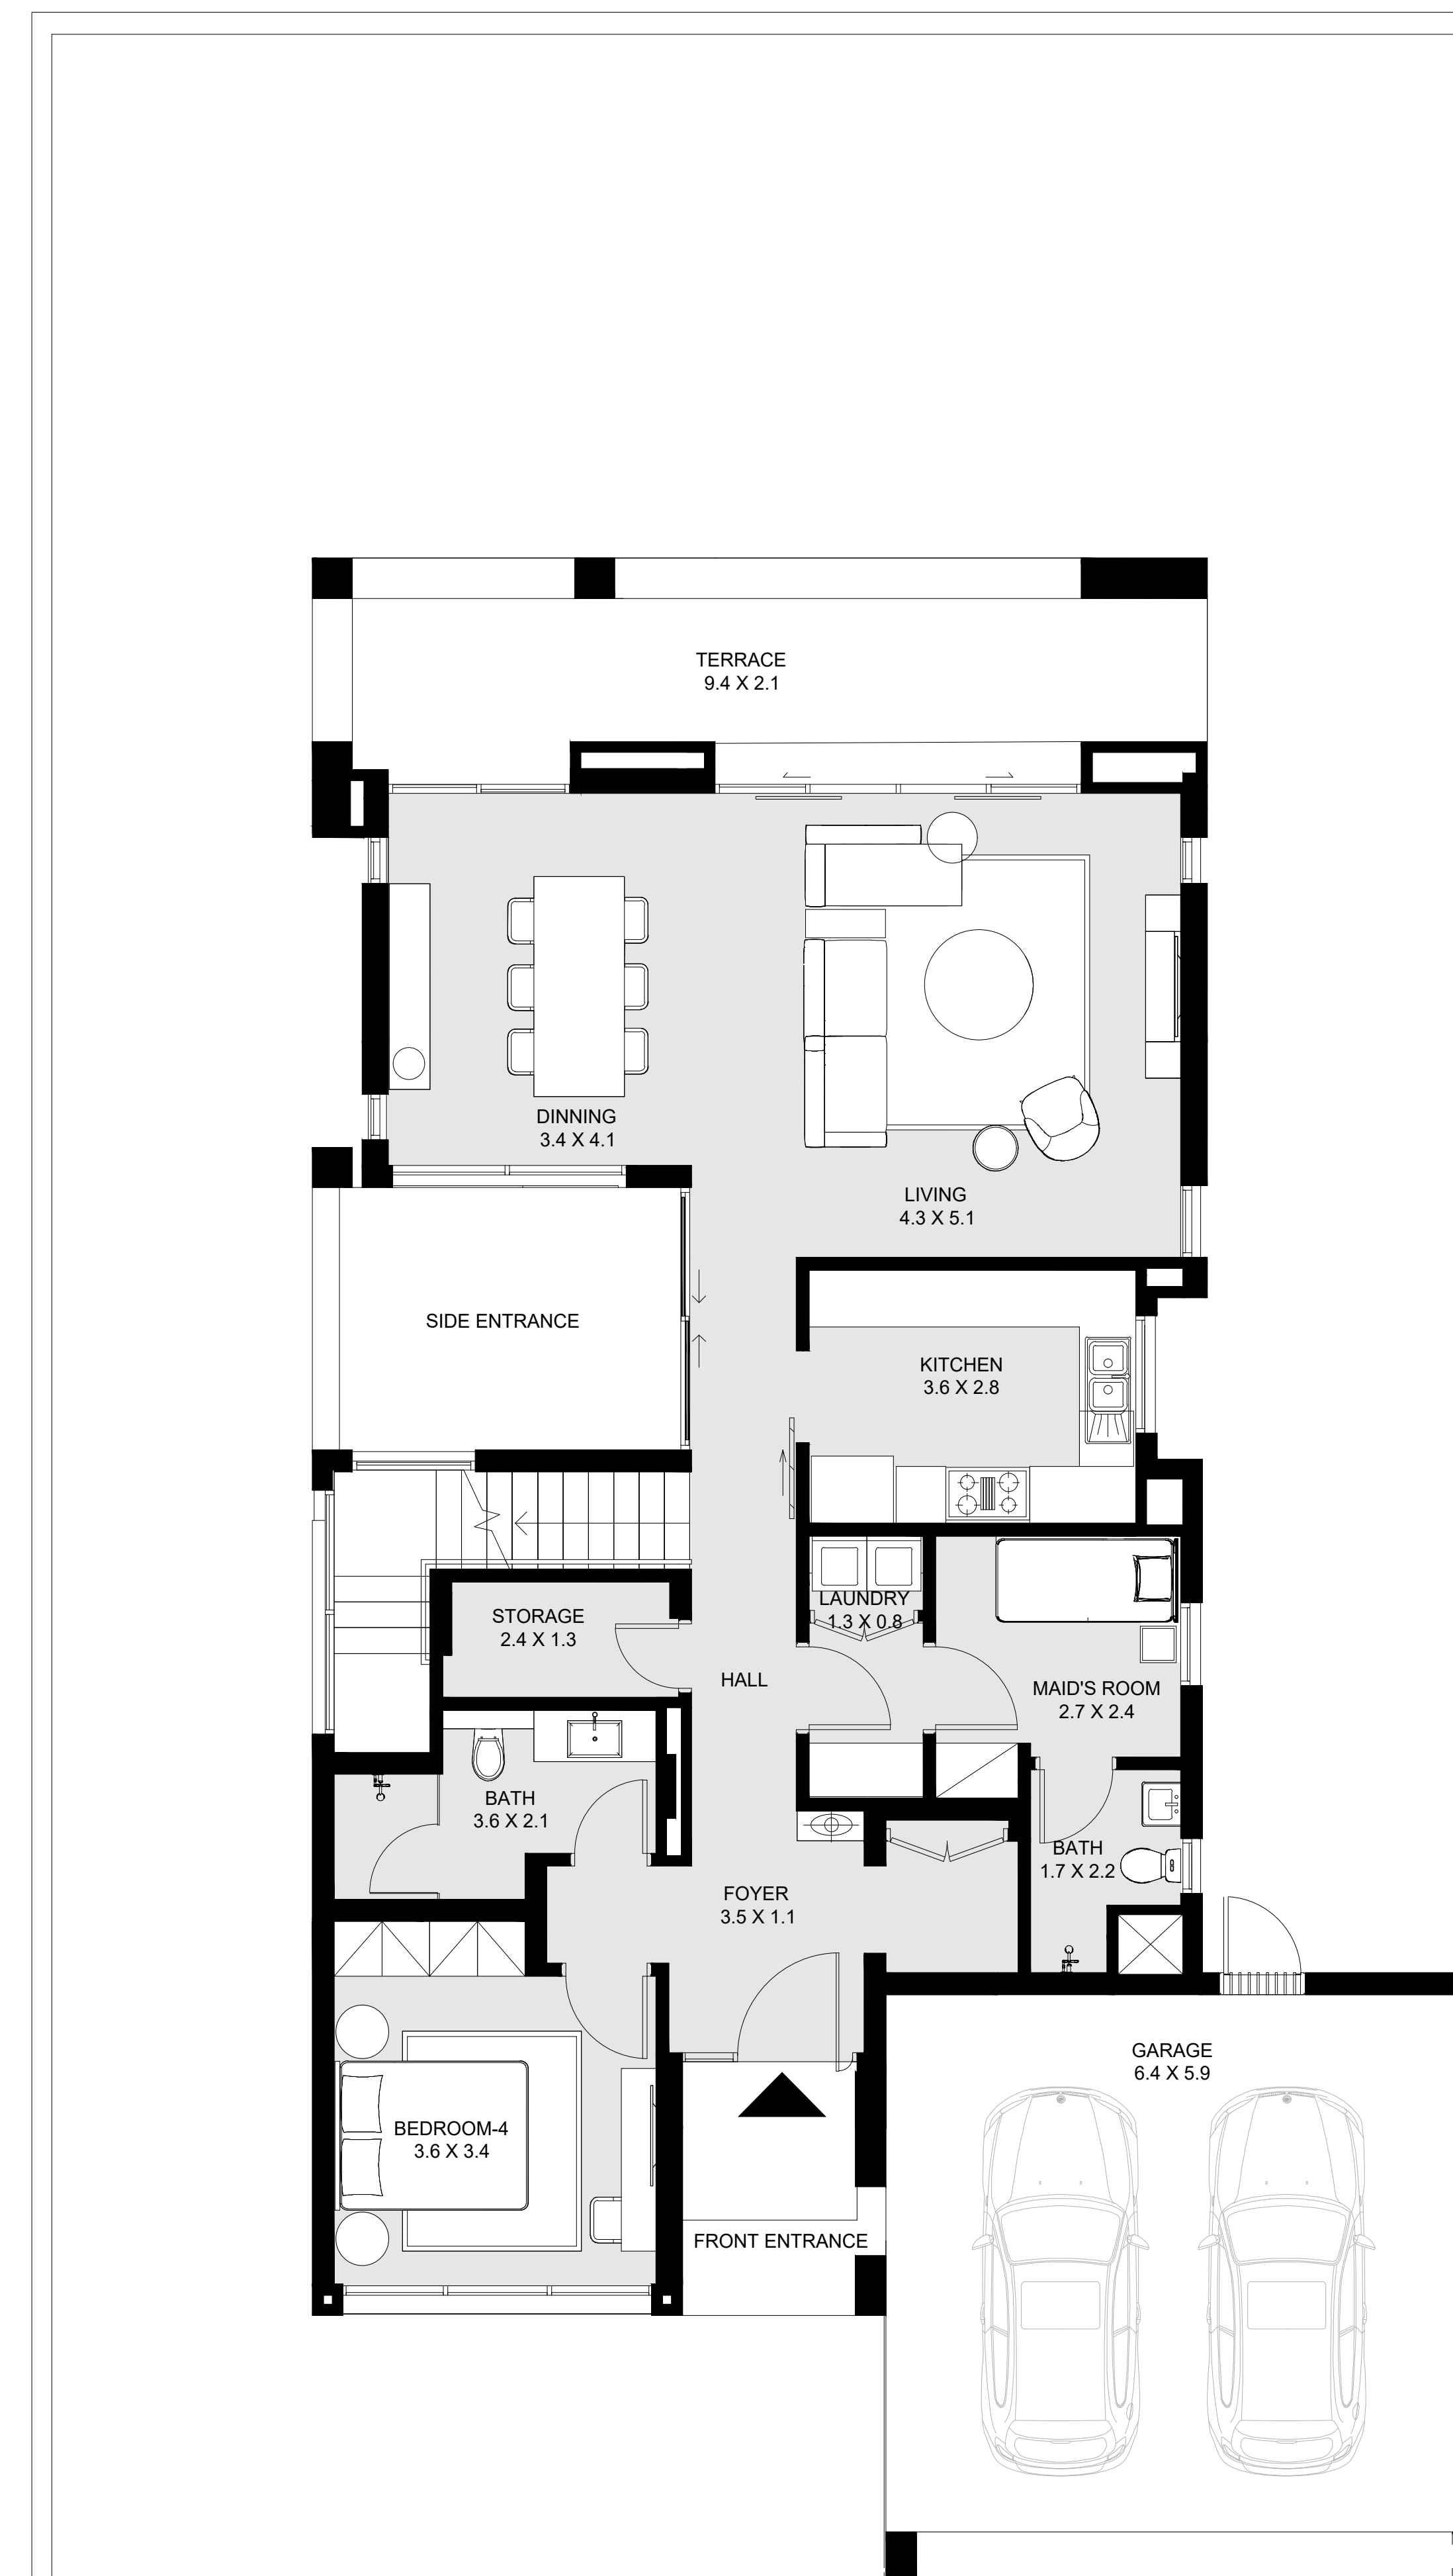 TERRACE
9.4 X 2.1
DINNING
3.4 X 4.1
LIVING
4.3 X 5.1
SIDE ENTRANCE
KITCHEN
3.6 X 2.8
STORAGE
2.4 X 1.3
LAUNDRY
1.3 X 0.8
HALL
MAID'S ROOM
2.7 X 2.4
BATH
3.6 X 2.1
BATH
1.7 X 2.2
FOYER
3.5 X 1.1
GARAGE
6.4 X 5.9
BEDROOM-4
3.6 X 3.4
FRONT ENTRANCE